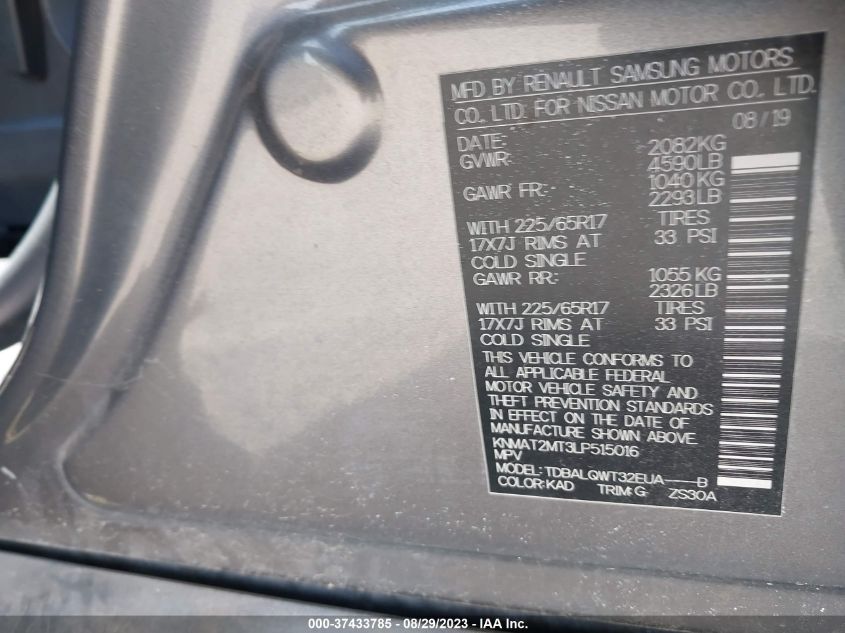 MFD BY RENAULT SAMSUNG MOTORS
CO., LTD. FOR NISSAN MOTOR CO., LTD.
08/19
DATE: 2082KG
GVWR: 4590LB
1040KG
GAWR FR: 2293LB
WITH 225/65R17 TIRES
17X7J RIMS AT 33 PSI
COLD SINGLE
GAWR RR: 1055KG
2326LB
WITH 225/65R17 TIRES
17X7J RIMS AT 33 PSI
COLD SINGLE
THIS VEHICLE CONFORMS TO
ALL APPLICABLE FEDERAL
MOTOR VEHICLE SAFETY AND
THEFT PREVENTION STANDARDS
IN EFFECT ON THE DATE OF
MANUFACTURE SHOWN ABOVE.
KNMAT2MT3LP515016
MPV
MODEL: TDBALQWT32EUA----B
COLOR: KAD TRIM: G ZS30A
000-37433785 - 08/29/2023 - IAA Inc.